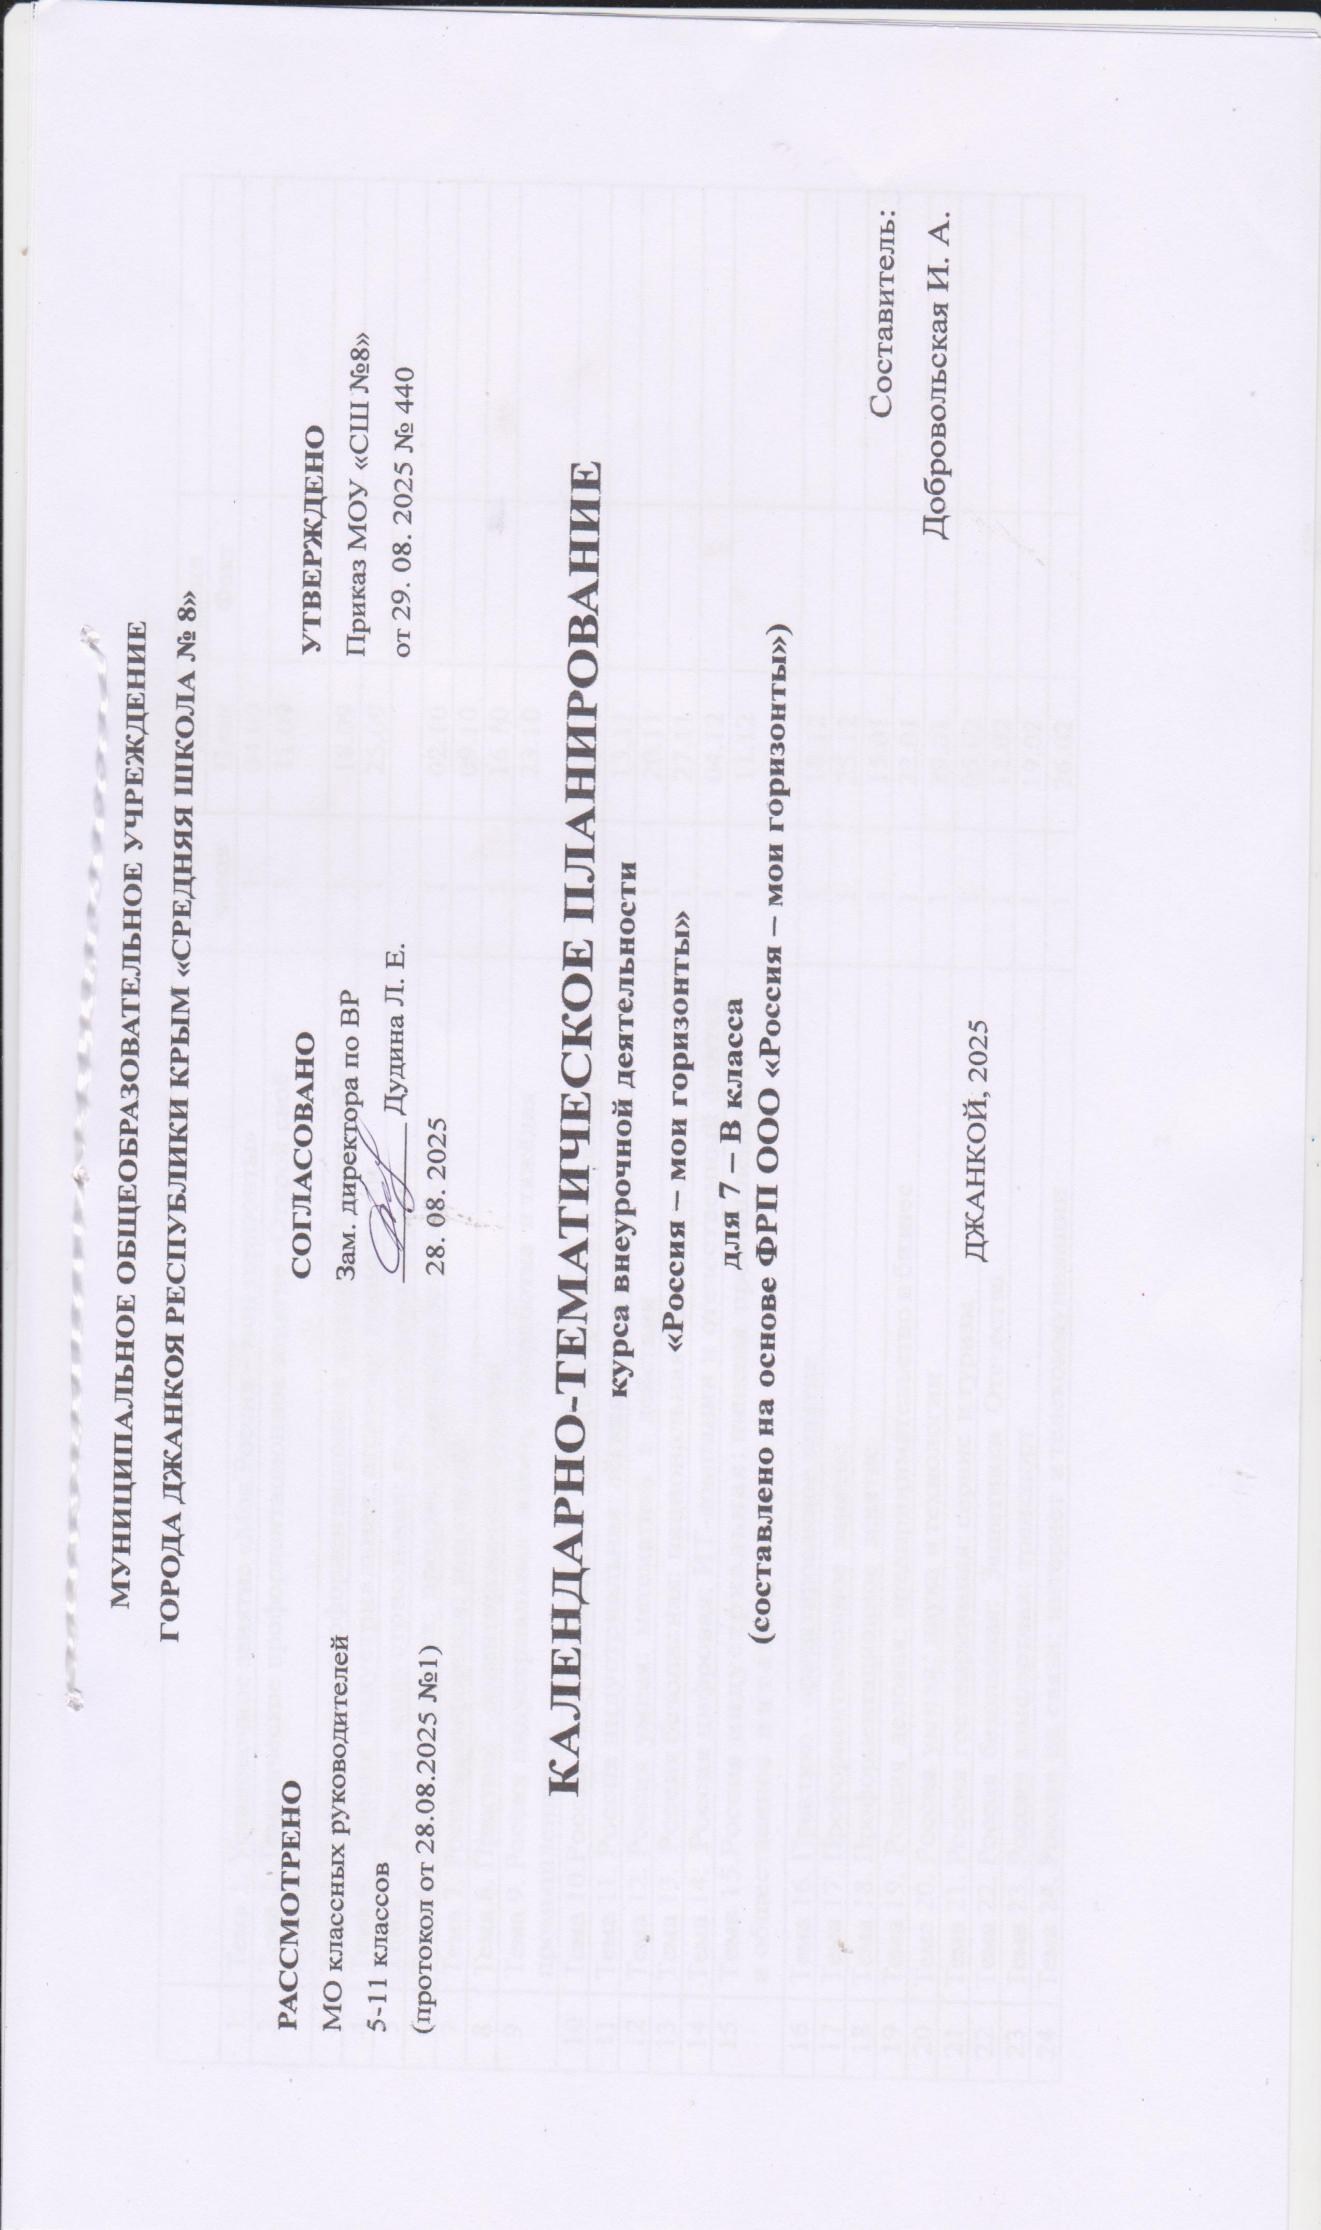 МУНИЦИПАЛЬНОЕ ОБЩЕОБРАЗОВАТЕЛЬНОЕ УЧРЕЖДЕНИЕ
ГОРОДА ДЖАНКОЯ РЕСПУБЛИКИ КРЫМ «СРЕДНЯЯ ШКОЛА № 8»
РАССМОТРЕНО
МО классных руководителей
5-11 классов
(протокол от 28.08.2025 №1)
СОГЛАСОВАНО
Зам. директора по ВР
Дудина Л. Е.
28. 08. 2025
УТВЕРЖДЕНО
Приказ МОУ «СШ №8»
от 29. 08. 2025 № 440
КАЛЕНДАРНО-ТЕМАТИЧЕСКОЕ ПЛАНИРОВАНИЕ
курса внеурочной деятельности
«Россия – мои горизонты»
для 7 – В класса
(составлено на основе ФРП ООО «Россия – мои горизонты»)
Составитель:
Добровольская И. А.
ДЖАНКОЙ, 2025